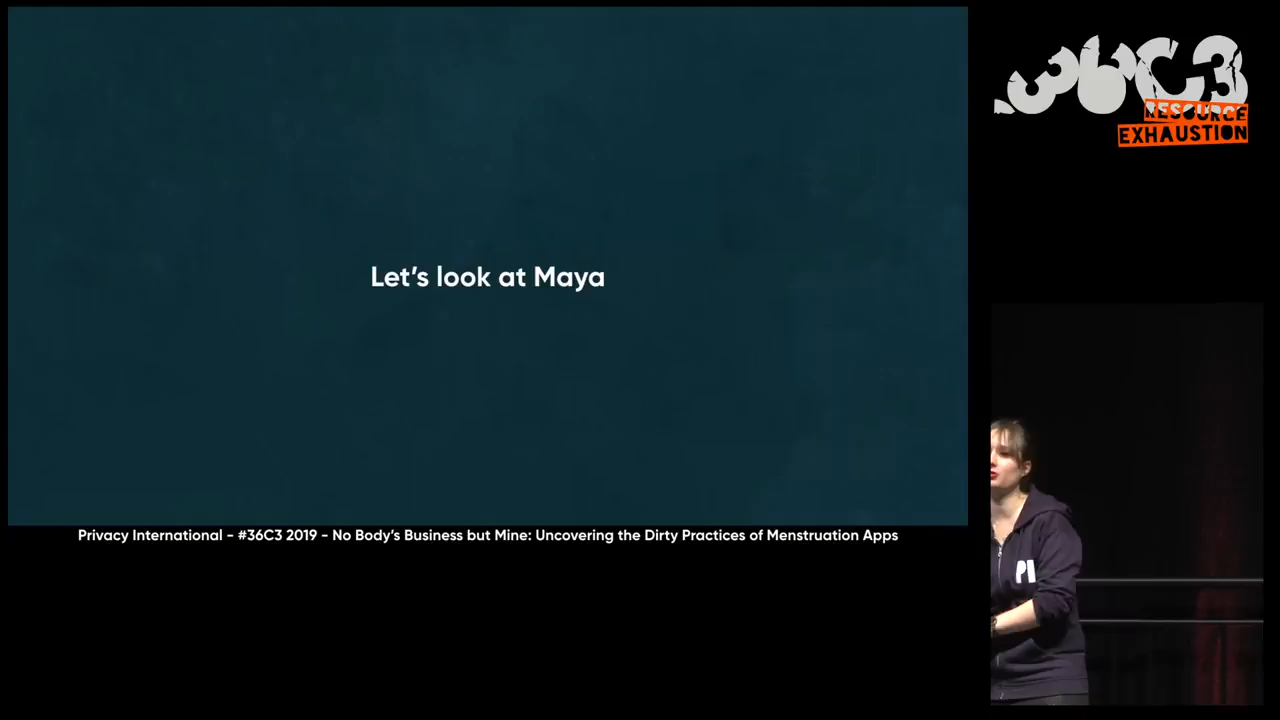 36C3
RESOURCE
EXHAUSTION
Let's look at Maya
Privacy International - #36C3 2019 - No Body's Business but Mine: Uncovering the Dirty Practices of Menstruation Apps
PI